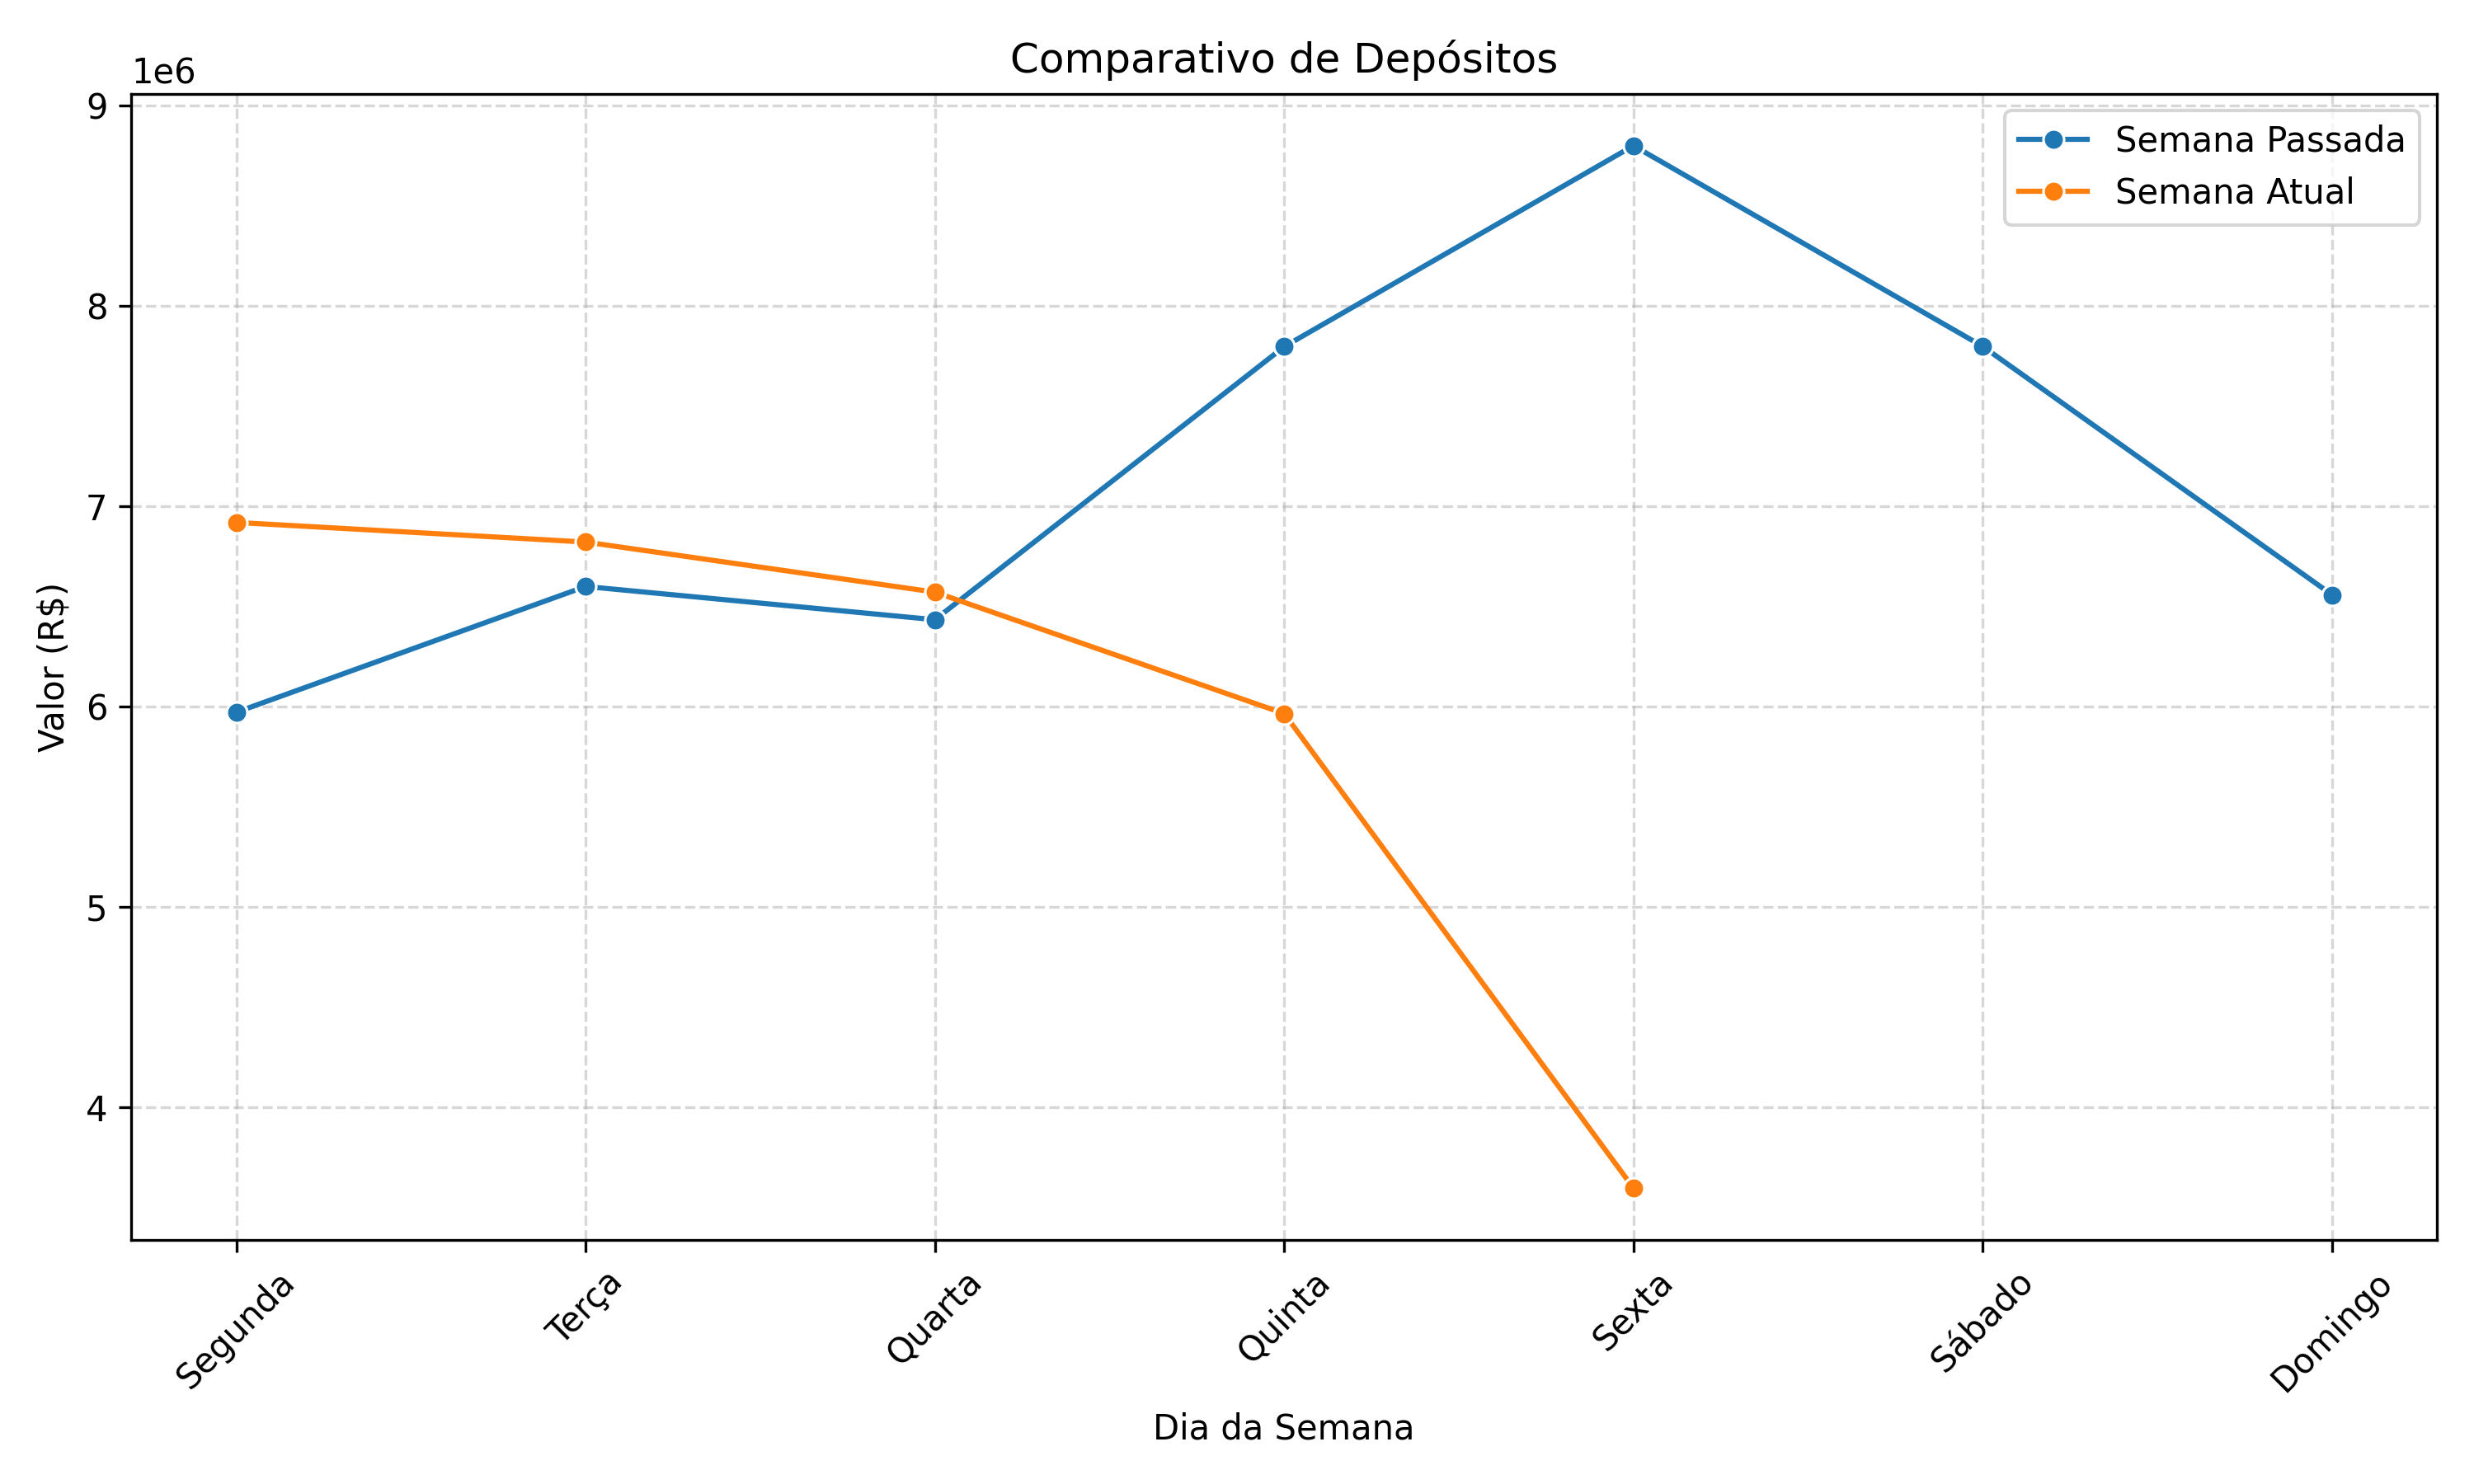 Comparativo de Depósitos
1e6
9
8
7
6
5
4
Valor (R$)
Semana Passada
Semana Atual
Segunda
Terça
Quarta
Quinta
Sexta
Sábado
Domingo
Dia da Semana